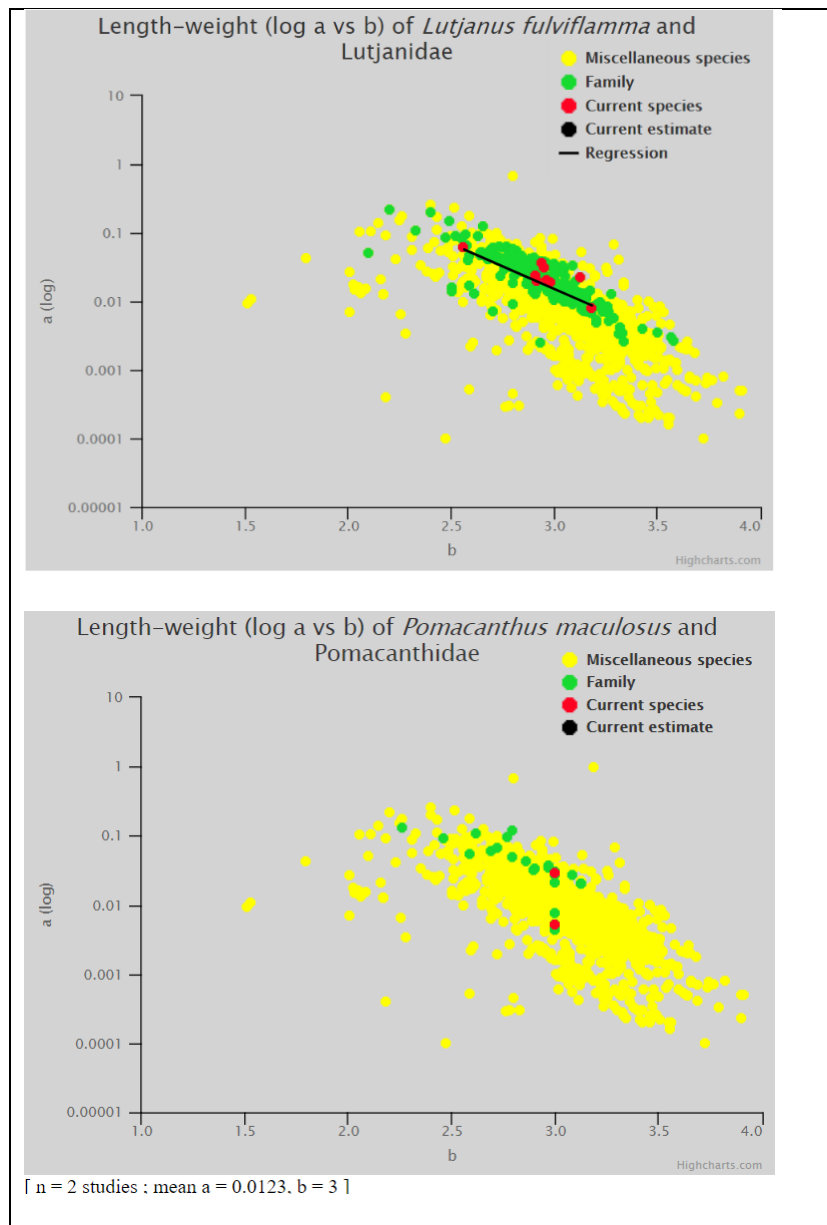 Length-weight (log a vs b) of Lutjanus fulviflamma and
Lutjanidae
Miscellaneous species
Family
Current species
Current estimate
Regression
10
1
0.1
0.01
0.001
0.0001
0.00001
a (log)
1.0 1.5 2.0 2.5 3.0 3.5 4.0
b
Highcharts.com
Length-weight (log a vs b) of Pomacanthus maculosus and
Pomacanthidae
Miscellaneous species
Family
Current species
Current estimate
10
1
0.1
0.01
0.001
0.0001
0.00001
a (log)
1.0 1.5 2.0 2.5 3.0 3.5 4.0
b
Highcharts.com
[ n = 2 studies ; mean a = 0.0123, b = 3 ]